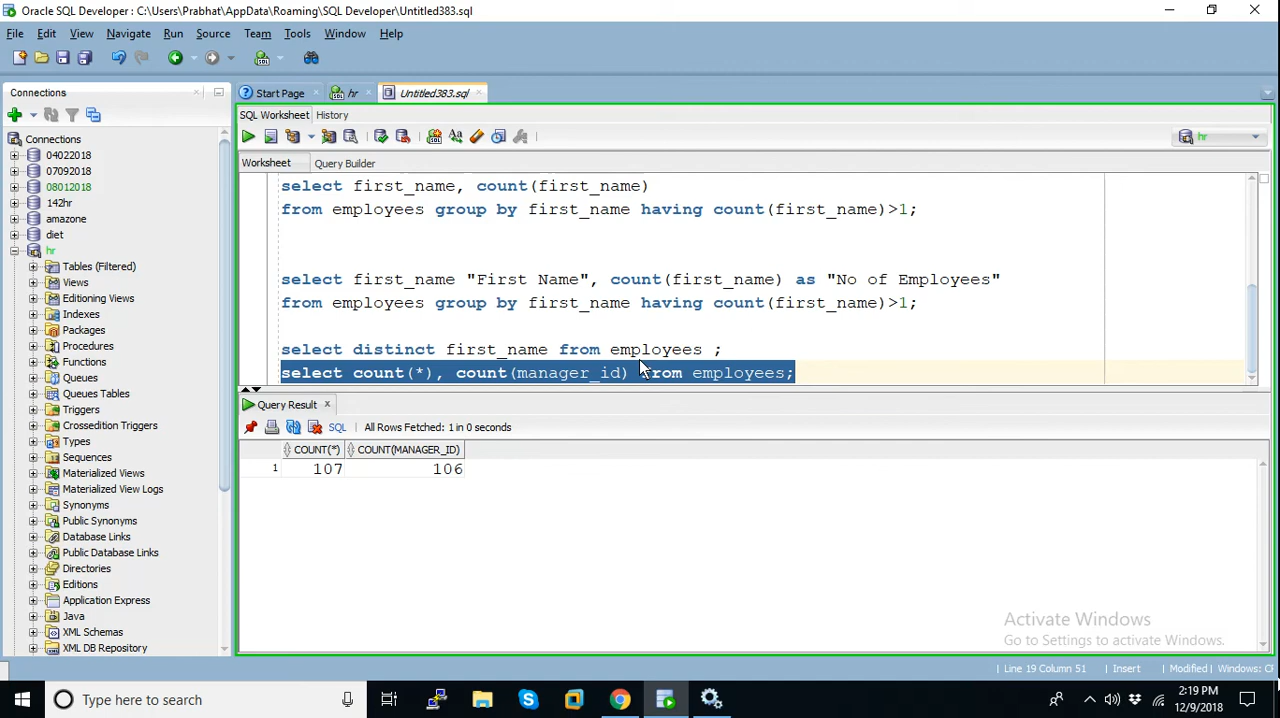 Oracle SQL Developer : C:\Users\Prabhat\AppData\Roaming\SQL Developer\Untitled383.sql
File Edit View Navigate Run Source Team Tools Window Help
Connections
Start Page hr Untitled383.sql
SQL Worksheet History
hr
Worksheet Query Builder
Connections
04022018
07092018
08012018
142hr
amazone
diet
hr
Tables (Filtered)
Views
Editioning Views
Indexes
Packages
Procedures
Functions
Queues
Queues Tables
Triggers
Crossedition Triggers
Types
Sequences
Materialized Views
Materialized View Logs
Synonyms
Public Synonyms
Database Links
Public Database Links
Directories
Editions
Application Express
Java
XML Schemas
XML DB Repository
select first_name, count(first_name)
from employees group by first_name having count(first_name)>1;
select first_name "First Name", count(first_name) as "No of Employees"
from employees group by first_name having count(first_name)>1;
select distinct first_name from employees ;
select count(*), count(manager_id) from employees;
Query Result
SQL All Rows Fetched: 1 in 0 seconds
COUNT(*) COUNT(MANAGER_ID)
1 107 106
Activate Windows
Go to Settings to activate Windows.
Line 19 Column 51 Insert Modified Windows: CF
Type here to search
2:19 PM
12/9/2018